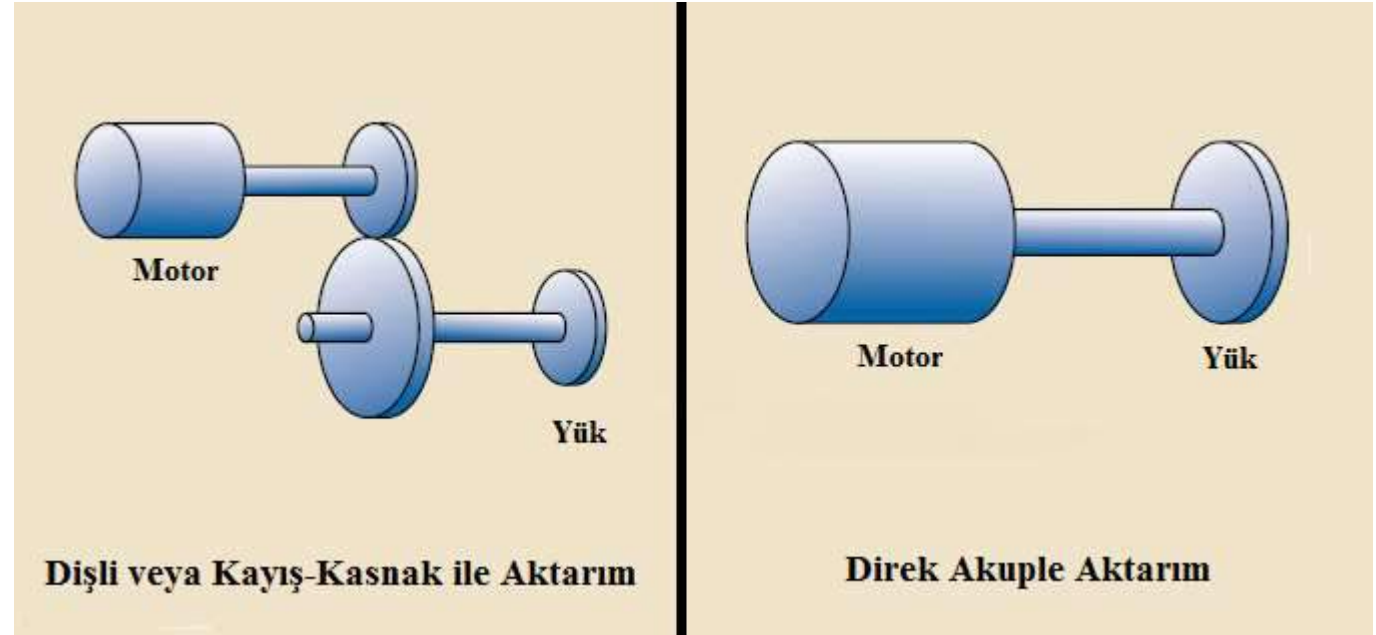 Motor
Yük
Dişli veya Kayış-Kasnak ile Aktarım
Motor
Yük
Direk Akuple Aktarım